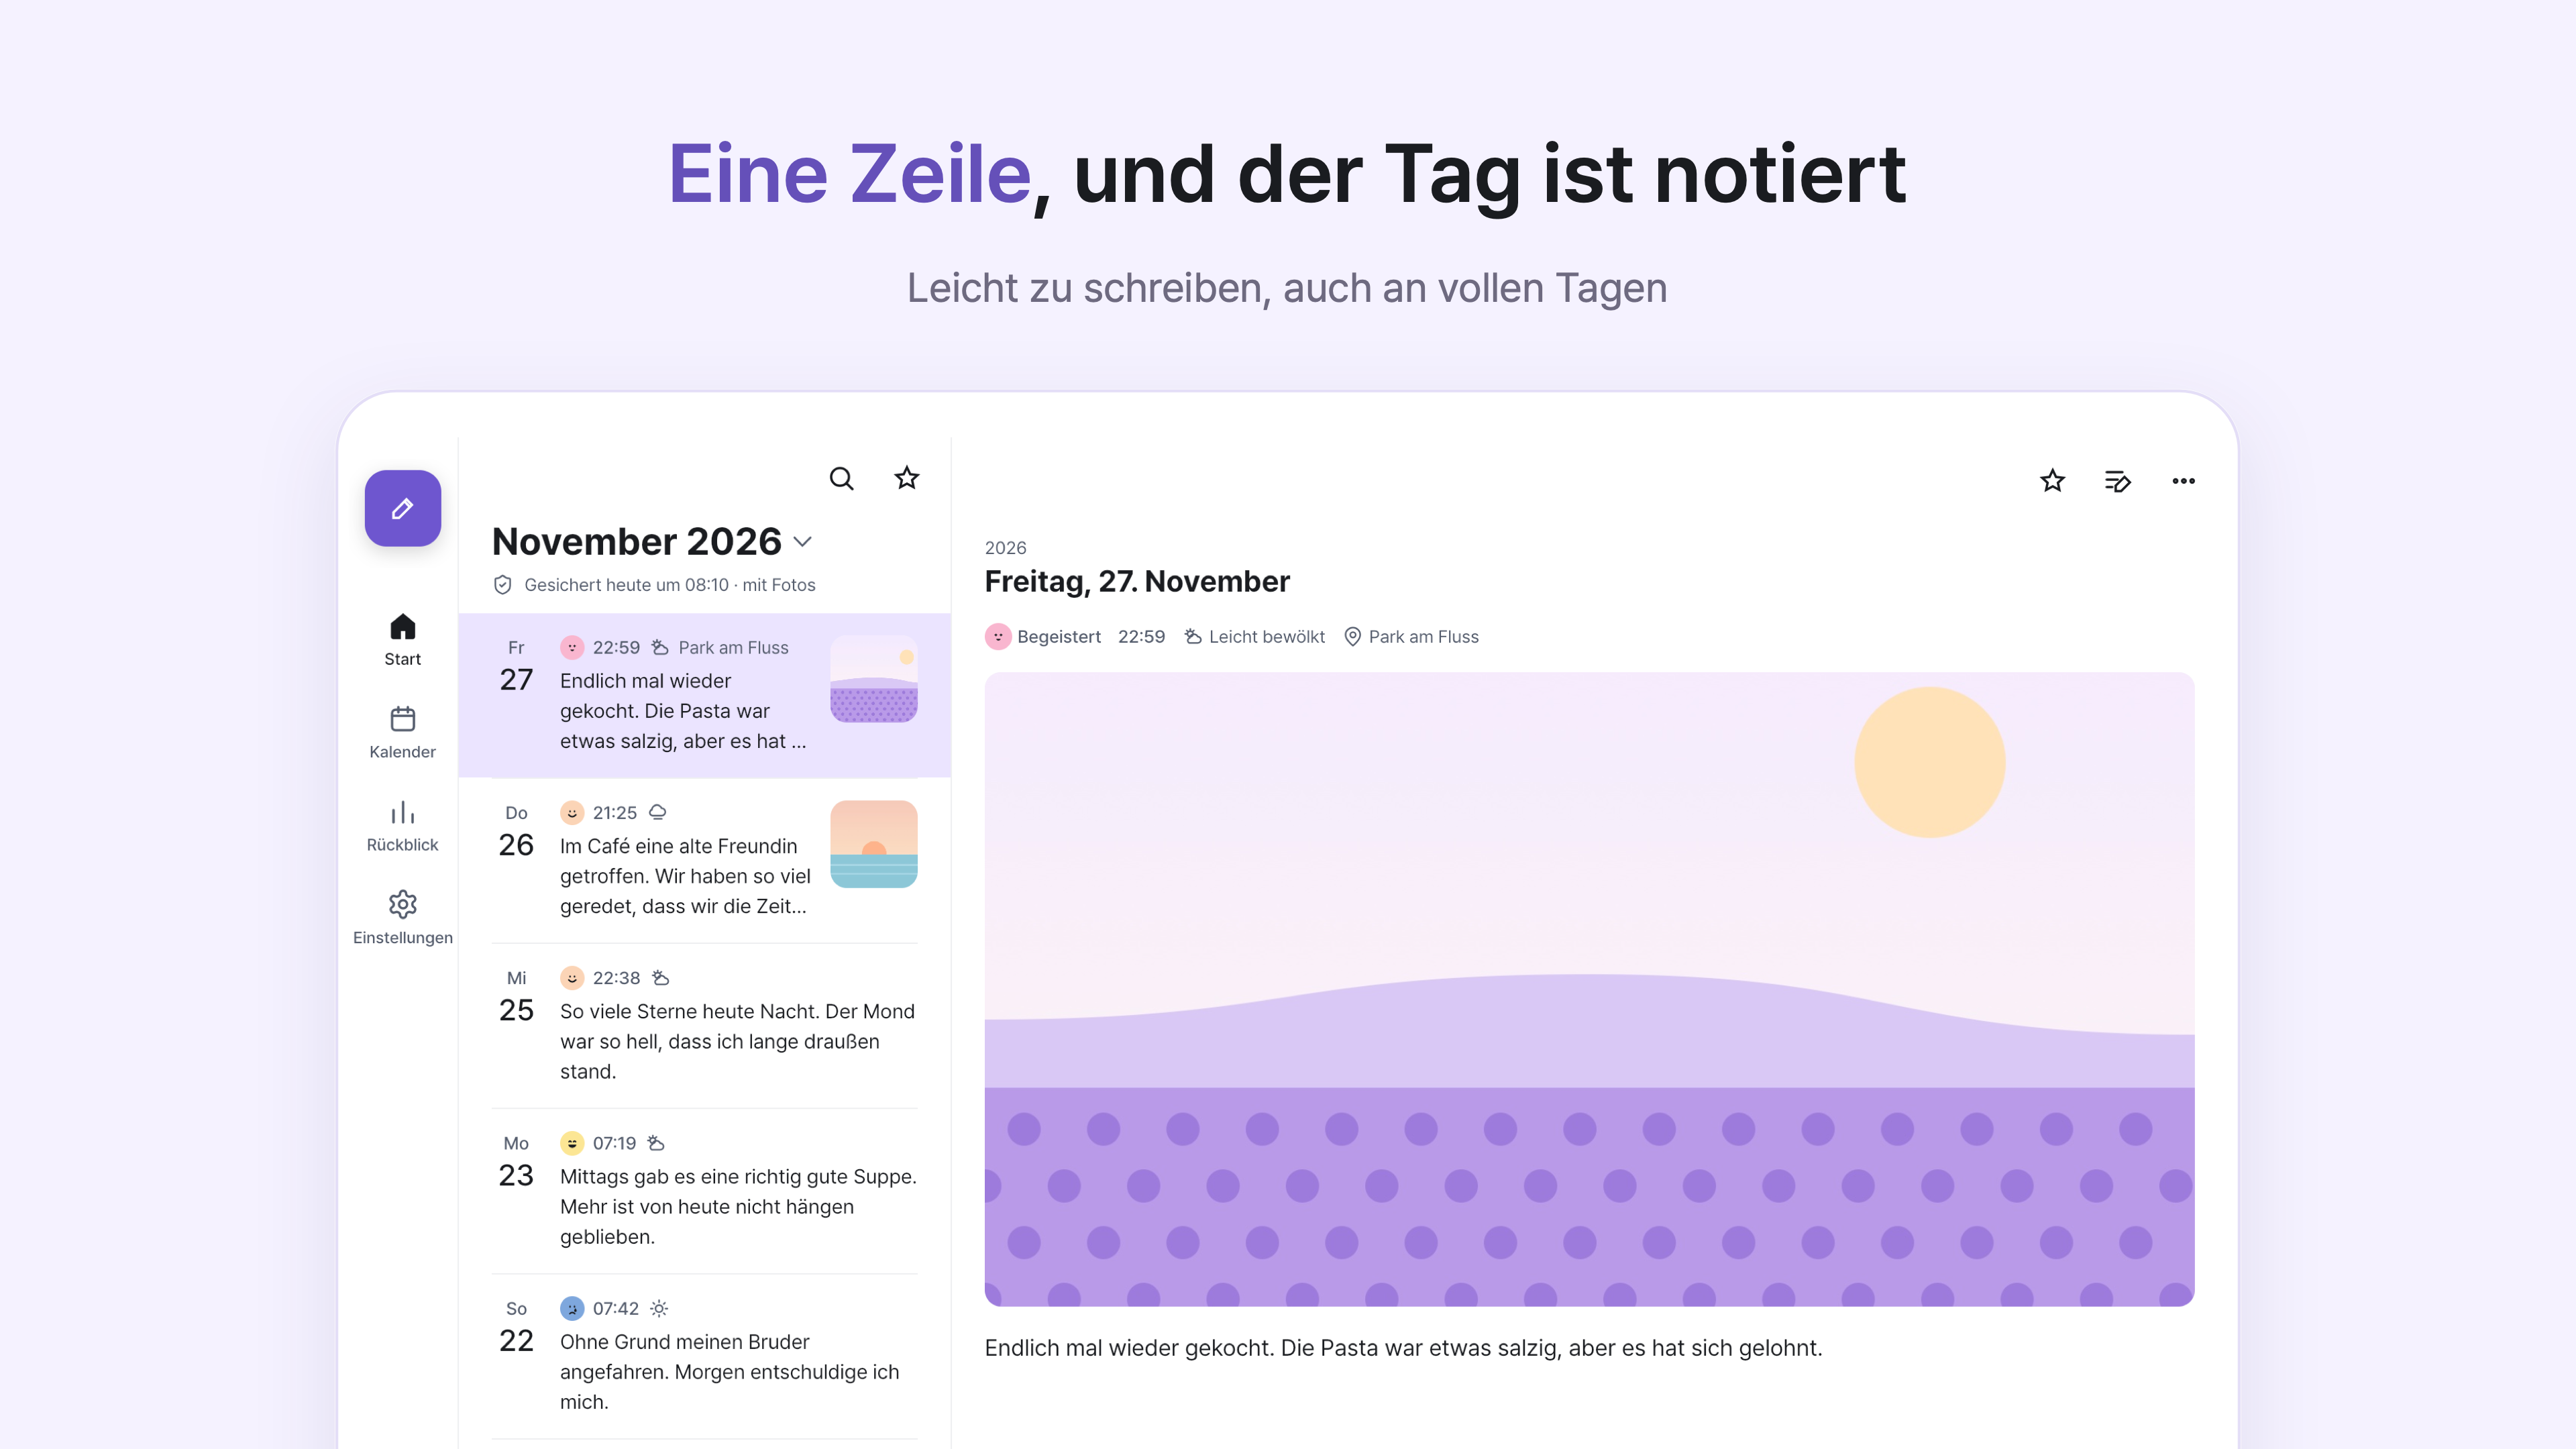 Eine Zeile, und der Tag ist notiert
Leicht zu schreiben, auch an vollen Tagen
Start
Kalender
Rückblick
Einstellungen
November 2026
Gesichert heute um 08:10 · mit Fotos
Fr
27
22:59 Park am Fluss
Endlich mal wieder
gekocht. Die Pasta war
etwas salzig, aber es hat ...
Do
26
21:25
Im Café eine alte Freundin
getroffen. Wir haben so viel
geredet, dass wir die Zeit...
Mi
25
22:38
So viele Sterne heute Nacht. Der Mond
war so hell, dass ich lange draußen
stand.
Mo
23
07:19
Mittags gab es eine richtig gute Suppe.
Mehr ist von heute nicht hängen
geblieben.
So
22
07:42
Ohne Grund meinen Bruder
angefahren. Morgen entschuldige ich
mich.
2026
Freitag, 27. November
Begeistert 22:59 Leicht bewölkt Park am Fluss
Endlich mal wieder gekocht. Die Pasta war etwas salzig, aber es hat sich gelohnt.